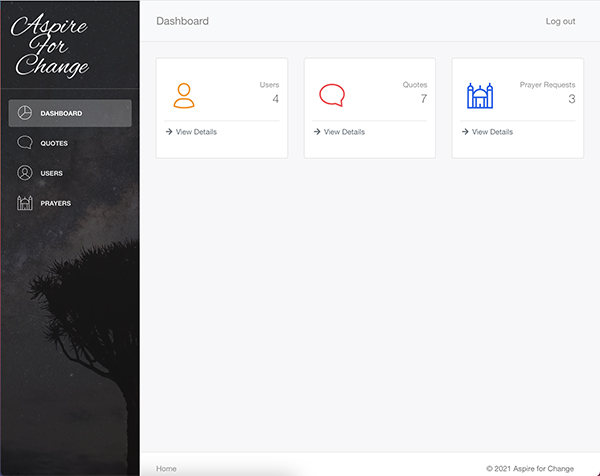 Aspire
For
Change
DASHBOARD
QUOTES
USERS
PRAYERS
Dashboard
Log out
Users
4
View Details
Quotes
7
View Details
Prayer Requests
3
View Details
Home
© 2021 Aspire for Change